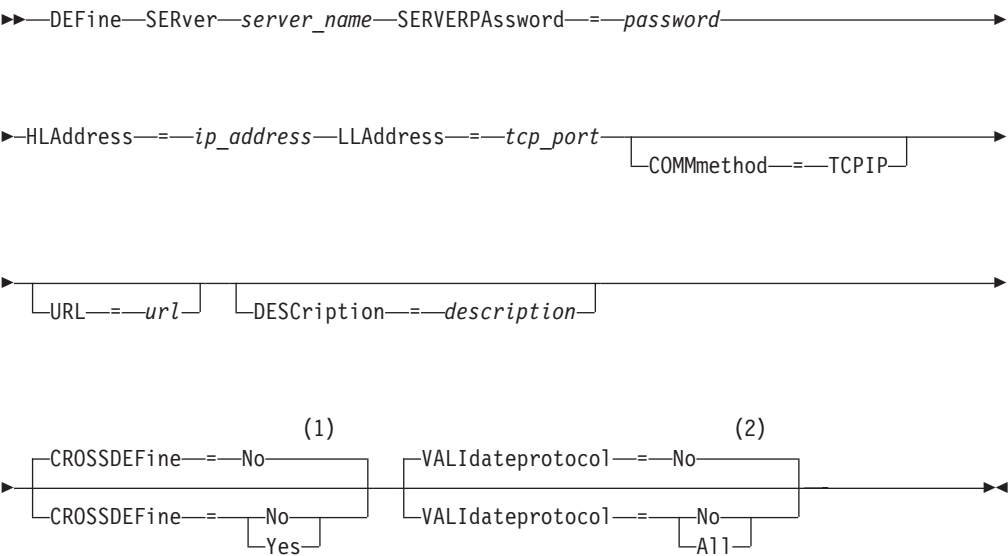 DEFine SERver server_name SERVERPAssword = password
HLAddress = ip_address LLAddress = tcp_port
COMMmethod = TCPIP
URL = url DESCription = description
(1) (2)
CROSSDEFine = No VALIdateprotocol = No
CROSSDEFine = No VALIdateprotocol = No
Yes All